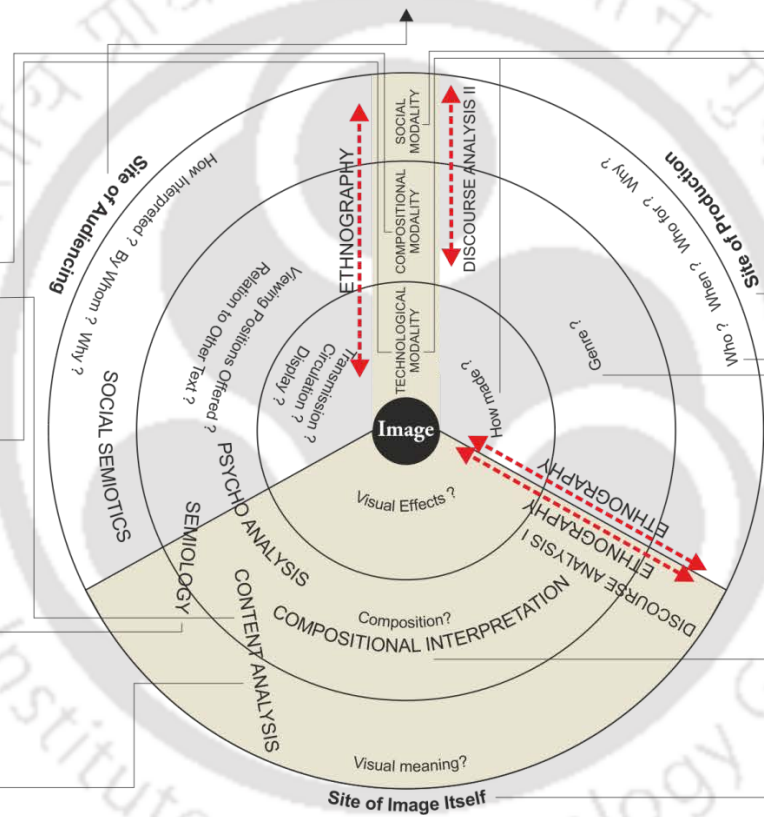 SOCIAL
MODALITY
COMPOSITIONAL
MODALITY
TECHNOLOGICAL
MODALITY
ETHNOGRAPHY
DISCOURSE ANALYSIS II
Site of Audiencing
How Interpreted ? By Whom ? Why ?
Viewing Positions Offered ?
Relation to Other Text ?
Transmission ?
Circulation ?
Display ?
SOCIAL SEMIOTICS
SEMIOLOGY
PSYCHO ANALYSIS
CONTENT ANALYSIS
Site of Production
Who ? When ? Who for ? Why ?
Genre ?
How made ?
Image
ETHNOGRAPHY
ETHNOGRAPHY
DISCOURSE ANALYSIS I
Visual Effects ?
Composition?
COMPOSITIONAL INTERPRETATION
Visual meaning?
Site of Image Itself